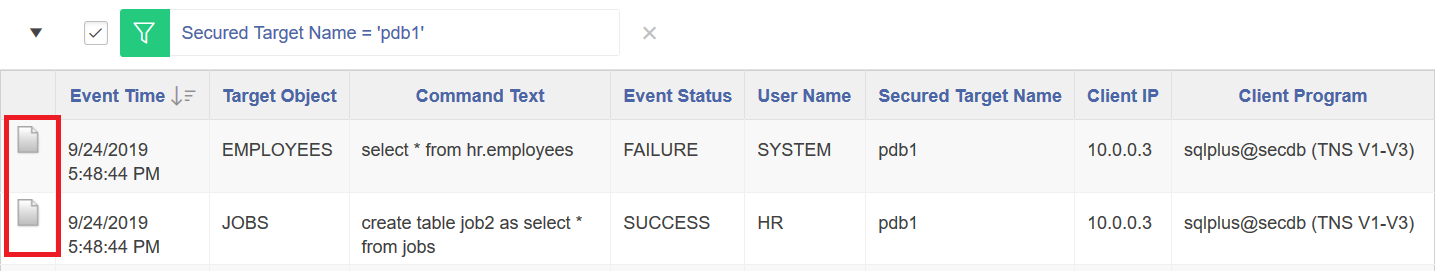 Secured Target Name = 'pdb1'
Event Time Target Object Command Text Event Status User Name Secured Target Name Client IP Client Program
9/24/2019 EMPLOYEES select * from hr.employees FAILURE SYSTEM pdb1 10.0.0.3 sqlplus@secdb (TNS V1-V3)
5:48:44 PM
9/24/2019 JOBS create table job2 as select * SUCCESS HR pdb1 10.0.0.3 sqlplus@secdb (TNS V1-V3)
5:48:44 PM from jobs